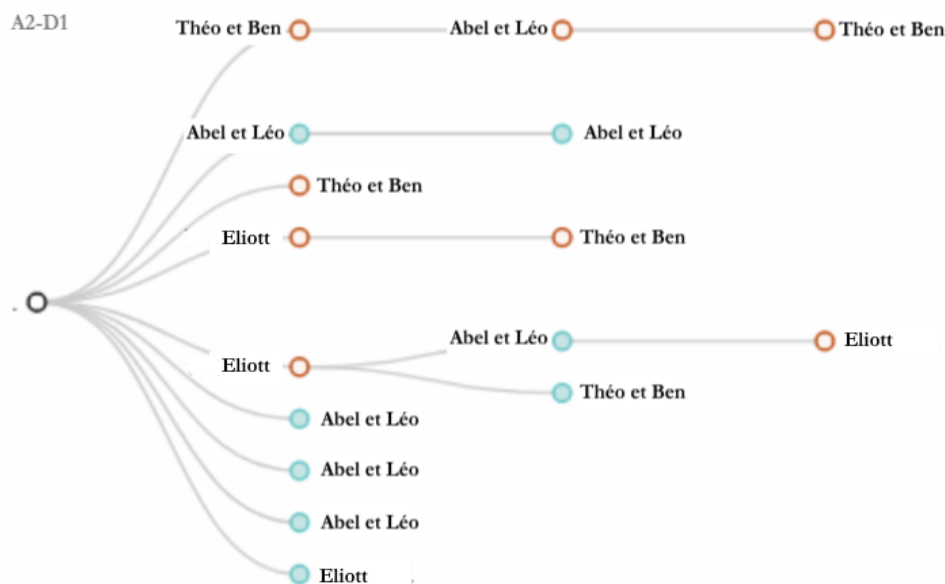 A2-D1
Théo et Ben Abel et Léo Théo et Ben
Abel et Léo Abel et Léo
Théo et Ben
Eliott Théo et Ben
Abel et Léo Eliott
Eliott
Théo et Ben
Abel et Léo
Abel et Léo
Abel et Léo
Eliott